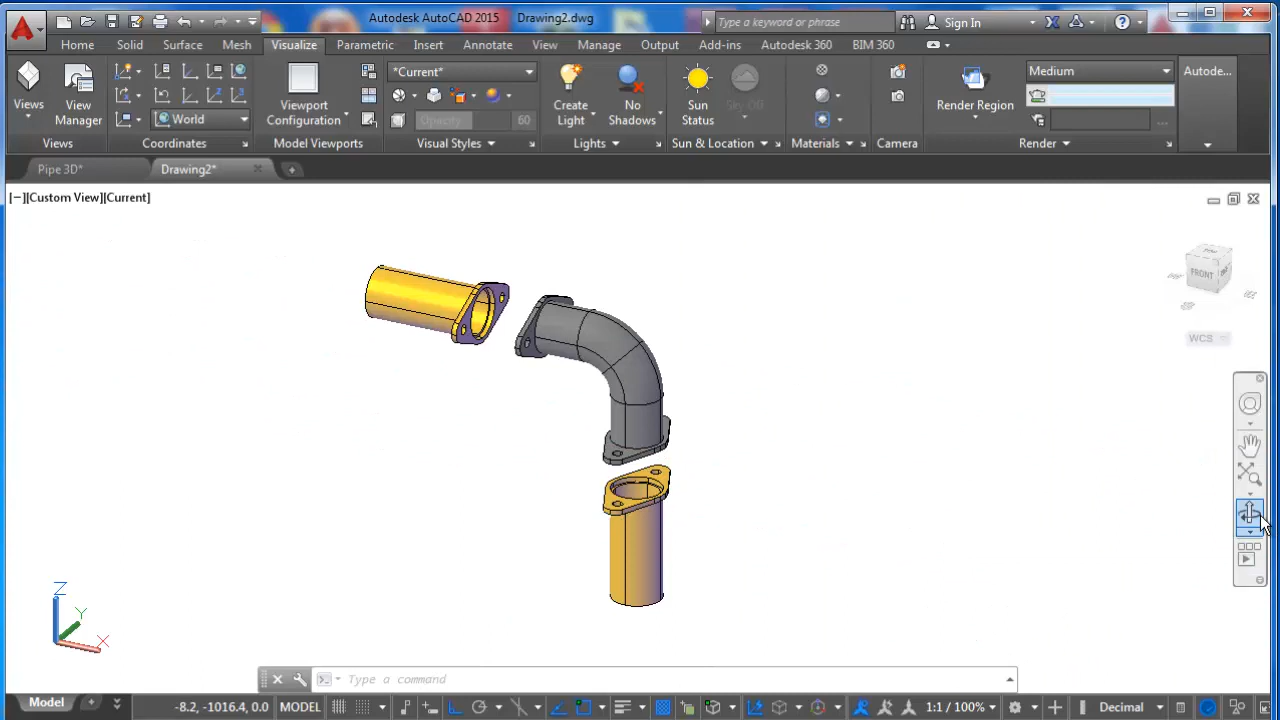 Autodesk AutoCAD 2015 Drawing2.dwg
Type a keyword or phrase
Sign In
Home Solid Surface Mesh Visualize Parametric Insert Annotate View Manage Output Add-ins Autodesk 360 BIM 360
*Current*
Medium
Autode...
Views
View
Manager
World
Viewport
Configuration
Opacity 60
Create
Light
No
Shadows
Sun
Status
Render Region
Views
Coordinates
Model Viewports
Visual Styles
Lights
Sun & Location
Materials
Camera
Render
Pipe 3D*
Drawing2*
[−][Custom View][Current]
FRONT
WCS
Z
Y
X
Type a command
Model
-8.2, -1016.4, 0.0 MODEL
1:1 / 100%
Decimal